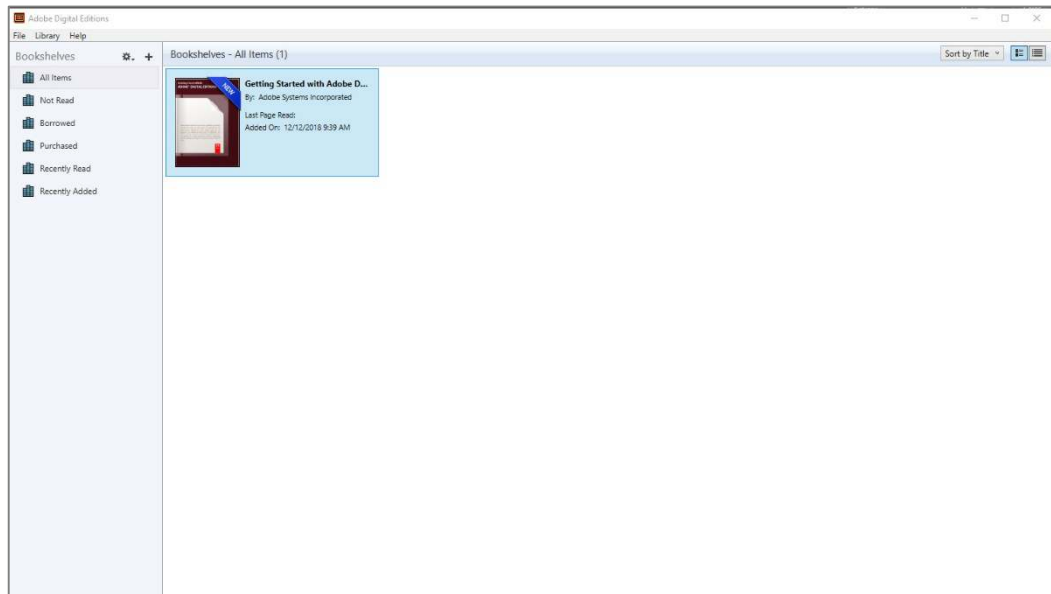 Adobe Digital Editions
File Library Help
Bookshelves
Bookshelves - All Items (1)
Sort by Title
All Items
Not Read
Borrowed
Purchased
Recently Read
Recently Added
NEW
Getting Started with Adobe D...
By: Adobe Systems Incorporated
Last Page Read:
Added On: 12/12/2018 9:39 AM